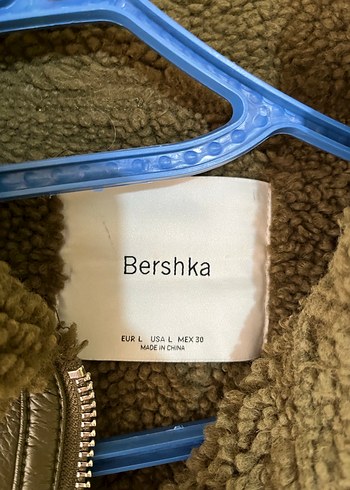 Bershka
EUR L USA L MEX 30
MADE IN CHINA